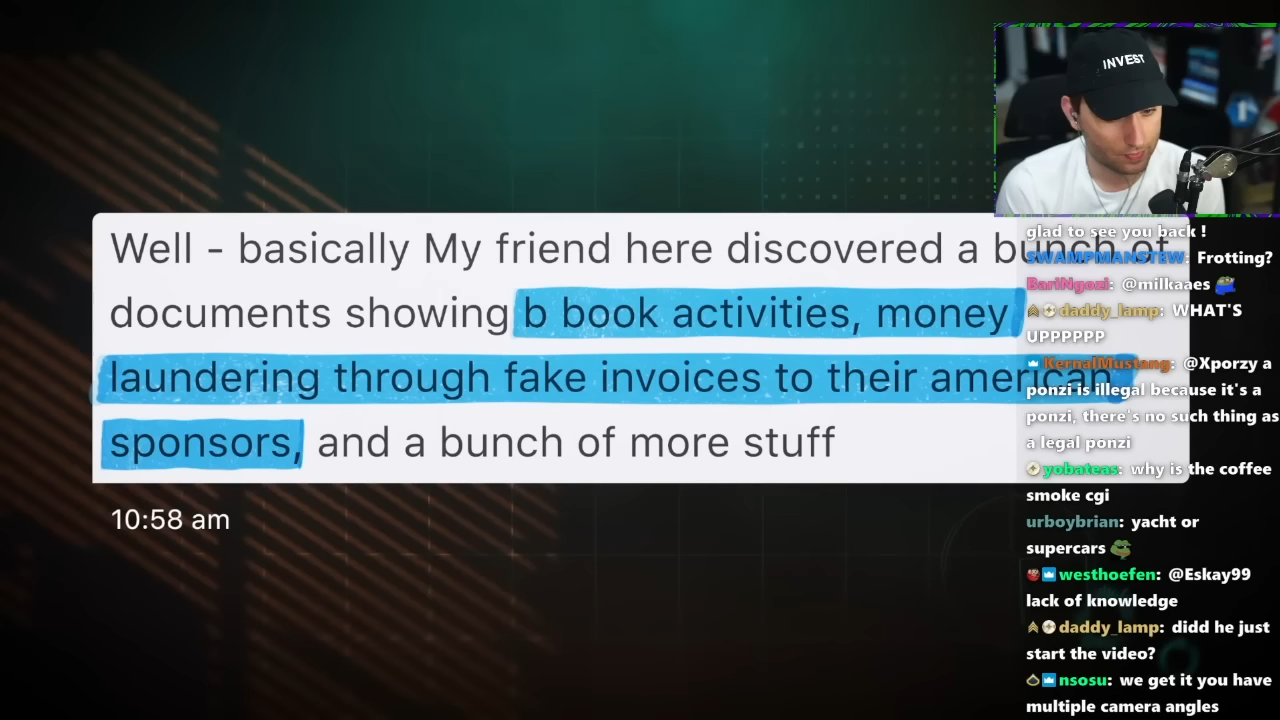 INVEST
Well - basically My friend here discovered a bunch of
documents showing b book activities, money
laundering through fake invoices to their american
sponsors, and a bunch of more stuff
10:58 am
glad to see you back !
SWAMPMANSTEW: Frotting?
BariNgozi: @milkaaes
daddy_lamp: WHAT'S
UPPPPPP
KernalMustang: @Xporzy a
ponzi is illegal because it's a
ponzi, there's no such thing as
a legal ponzi
yobateas: why is the coffee
smoke cgi
urboybrian: yacht or
supercars
westhoefen: @Eskay99
lack of knowledge
daddy_lamp: didd he just
start the video?
nsosu: we get it you have
multiple camera angles